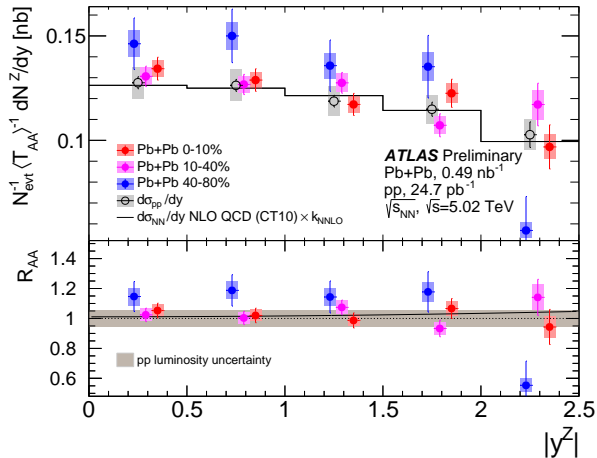 N_evt^-1 ⟨T_AA⟩^-1 dN^Z/dy [nb]
0.15
0.1
Pb+Pb 0-10%
Pb+Pb 10-40%
Pb+Pb 40-80%
dσ_pp/dy
dσ_NN/dy NLO QCD (CT10) × k_NNLO
ATLAS Preliminary
Pb+Pb, 0.49 nb^-1
pp, 24.7 pb^-1
√s_NN, √s=5.02 TeV
R_AA
1.4
1.2
1
0.8
0.6
pp luminosity uncertainty
0 0.5 1 1.5 2 2.5
|y^Z|